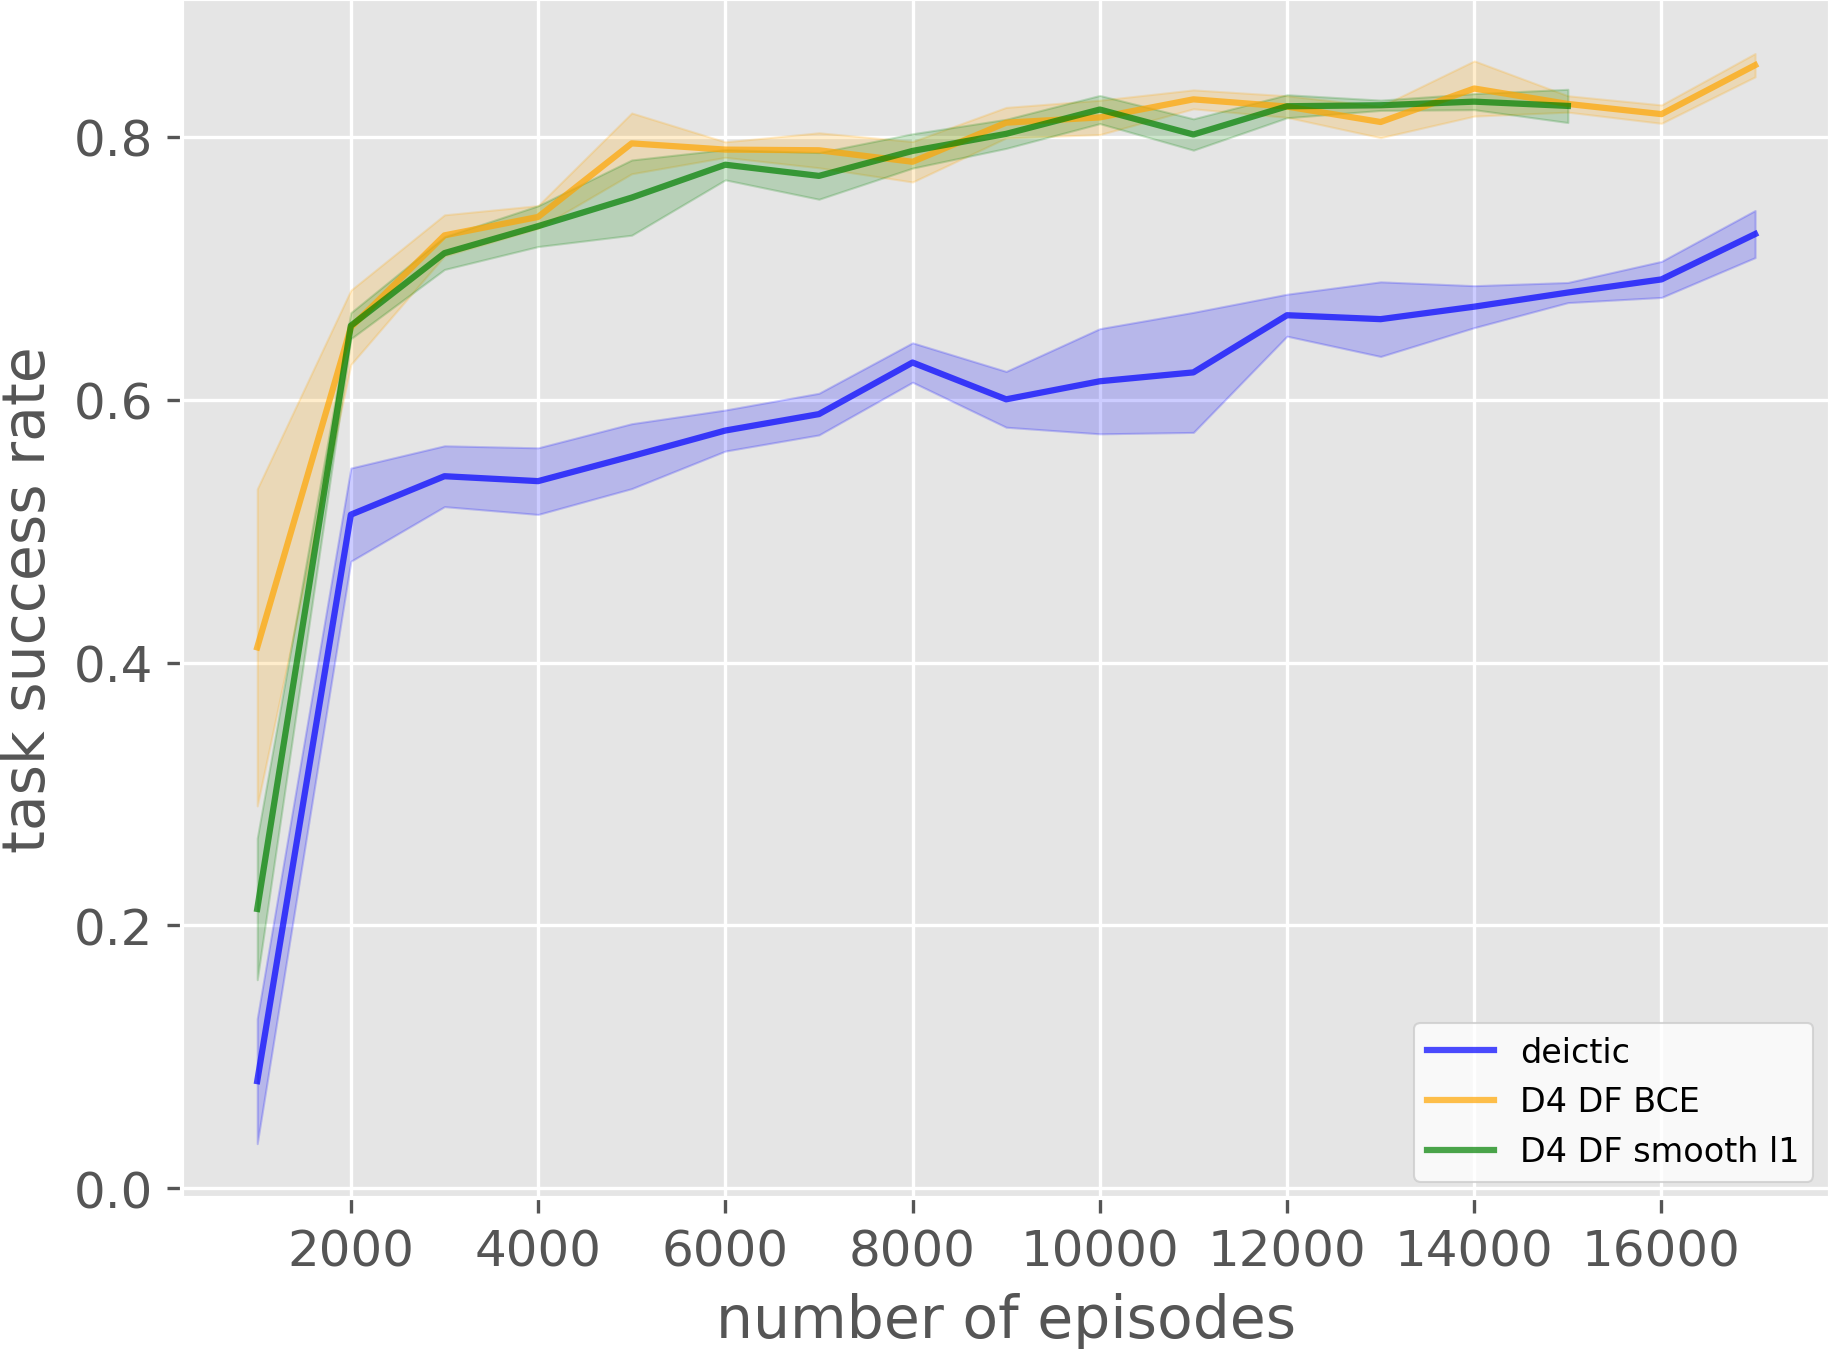 task success rate
0.8
0.6
0.4
0.2
0.0
2000 4000 6000 8000 10000 12000 14000 16000
number of episodes
deictic
D4 DF BCE
D4 DF smooth l1